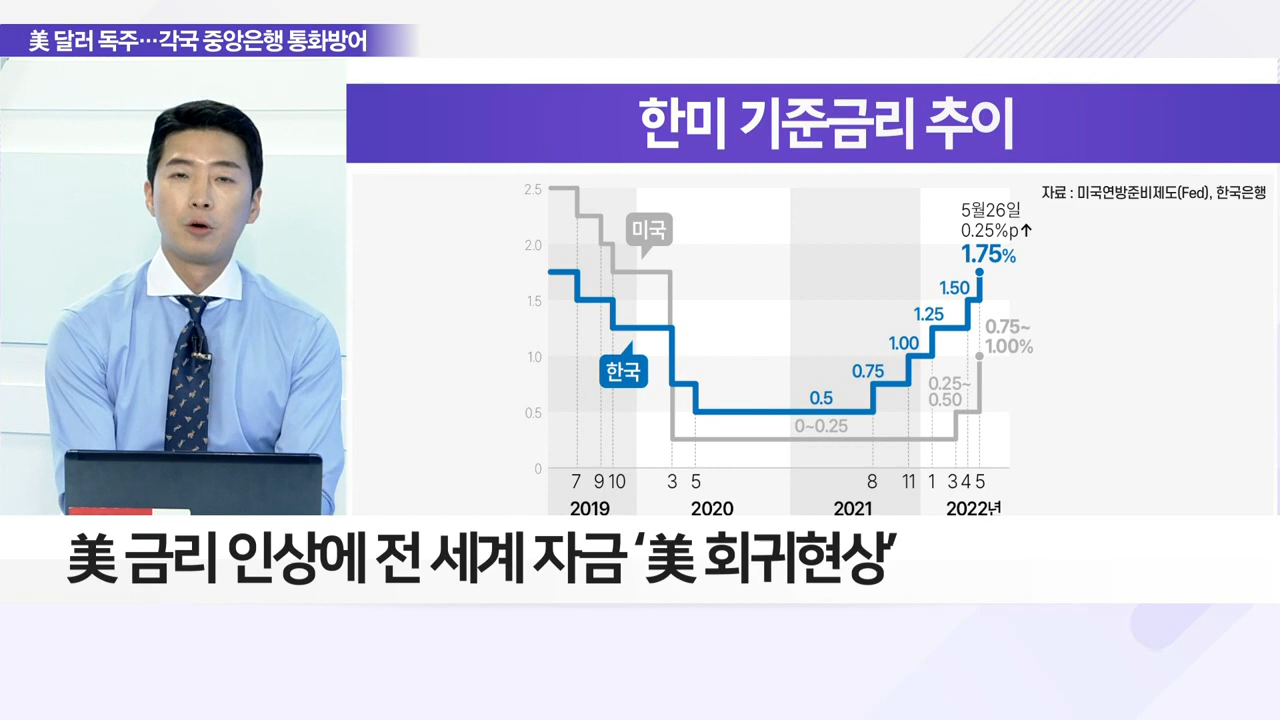 美 달러 독주…각국 중앙은행 통화방어
한미 기준금리 추이
자료 : 미국연방준비제도(Fed), 한국은행
5월26일
0.25%p↑
1.75%
2.5
2.0
1.5
1.0
0.5
0
미국
한국
0.5
0~0.25
0.75
1.00
1.25
1.50
0.25~
0.50
0.75~
1.00%
7 9 10 3 5 8 11 1 3 4 5
2019 2020 2021 2022년
美 금리 인상에 전 세계 자금 ‘美 회귀현상’